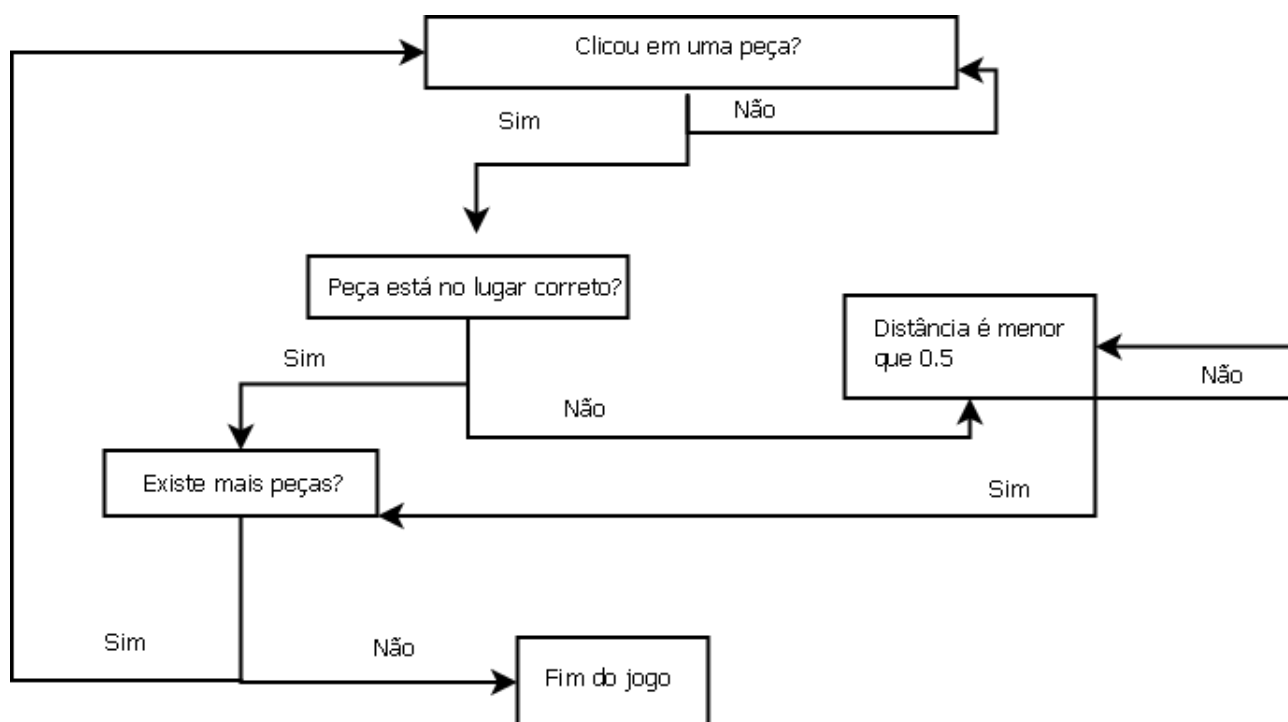 Clicou em uma peça?
Sim
Não
Peça está no lugar correto?
Distância é menor
que 0.5
Sim
Não
Não
Existe mais peças?
Sim
Sim
Não
Fim do jogo